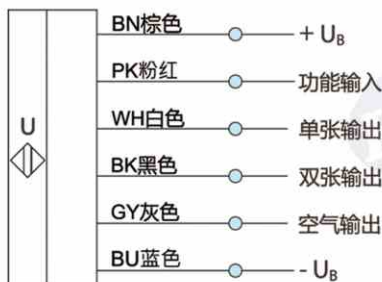 BN棕色 + UB
PK粉红 功能输入
WH白色 单张输出
U
BK黑色 双张输出
GY灰色 空气输出
BU蓝色 - UB